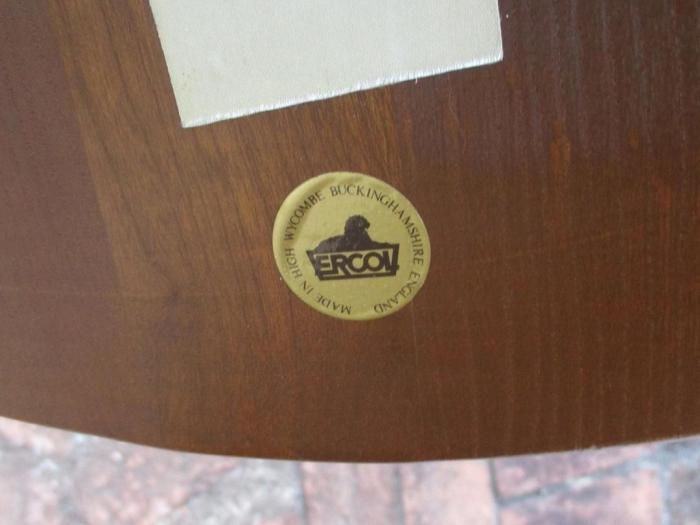 MADE IN HIGH WYCOMBE BUCKINGHAMSHIRE ENGLAND
ERCOL